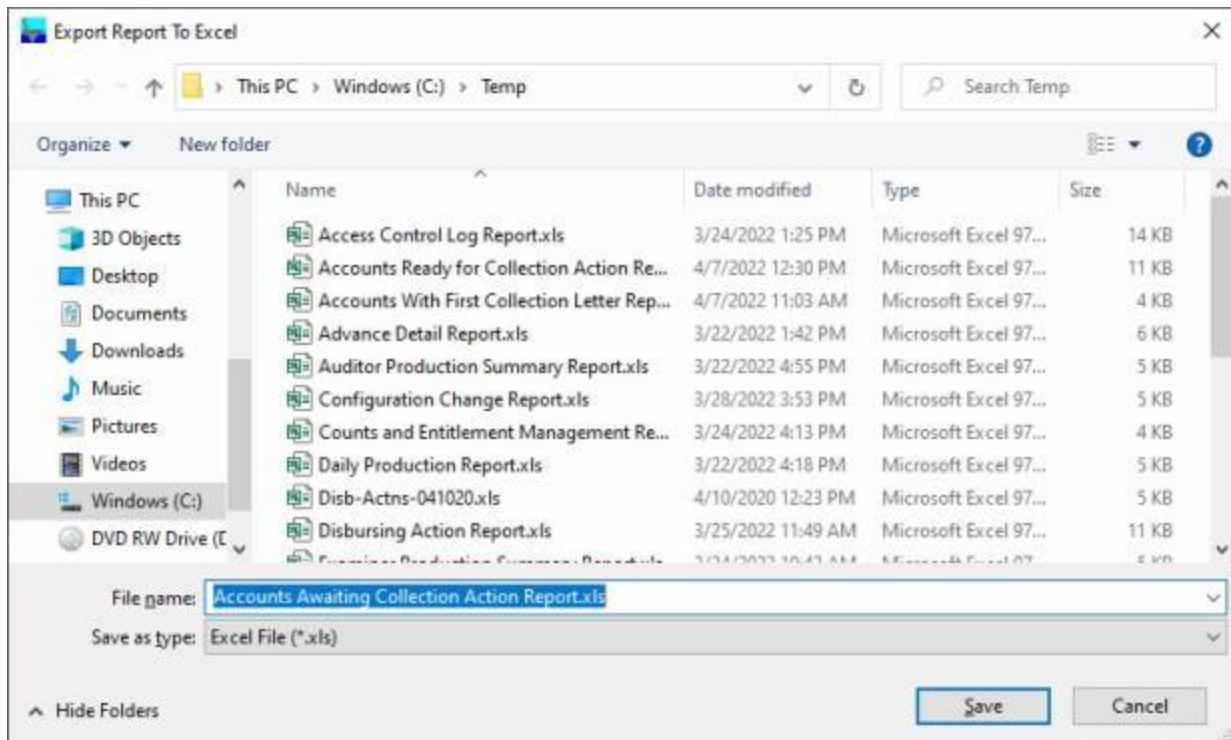 Export Report To Excel
This PC > Windows (C:) > Temp
Search Temp
Organize New folder
Name Date modified Type Size
This PC
3D Objects
Desktop
Documents
Downloads
Music
Pictures
Videos
Windows (C:)
DVD RW Drive (D
Access Control Log Report.xls 3/24/2022 1:25 PM Microsoft Excel 97... 14 KB
Accounts Ready for Collection Action Re... 4/7/2022 12:30 PM Microsoft Excel 97... 11 KB
Accounts With First Collection Letter Rep... 4/7/2022 11:03 AM Microsoft Excel 97... 4 KB
Advance Detail Report.xls 3/22/2022 1:42 PM Microsoft Excel 97... 6 KB
Auditor Production Summary Report.xls 3/22/2022 4:55 PM Microsoft Excel 97... 5 KB
Configuration Change Report.xls 3/28/2022 3:53 PM Microsoft Excel 97... 5 KB
Counts and Entitlement Management Re... 3/24/2022 4:13 PM Microsoft Excel 97... 4 KB
Daily Production Report.xls 3/22/2022 4:18 PM Microsoft Excel 97... 5 KB
Disb-Actns-041020.xls 4/10/2020 12:23 PM Microsoft Excel 97... 5 KB
Disbursing Action Report.xls 3/25/2022 11:49 AM Microsoft Excel 97... 11 KB
File name: Accounts Awaiting Collection Action Report.xls
Save as type: Excel File (*.xls)
Hide Folders
Save Cancel